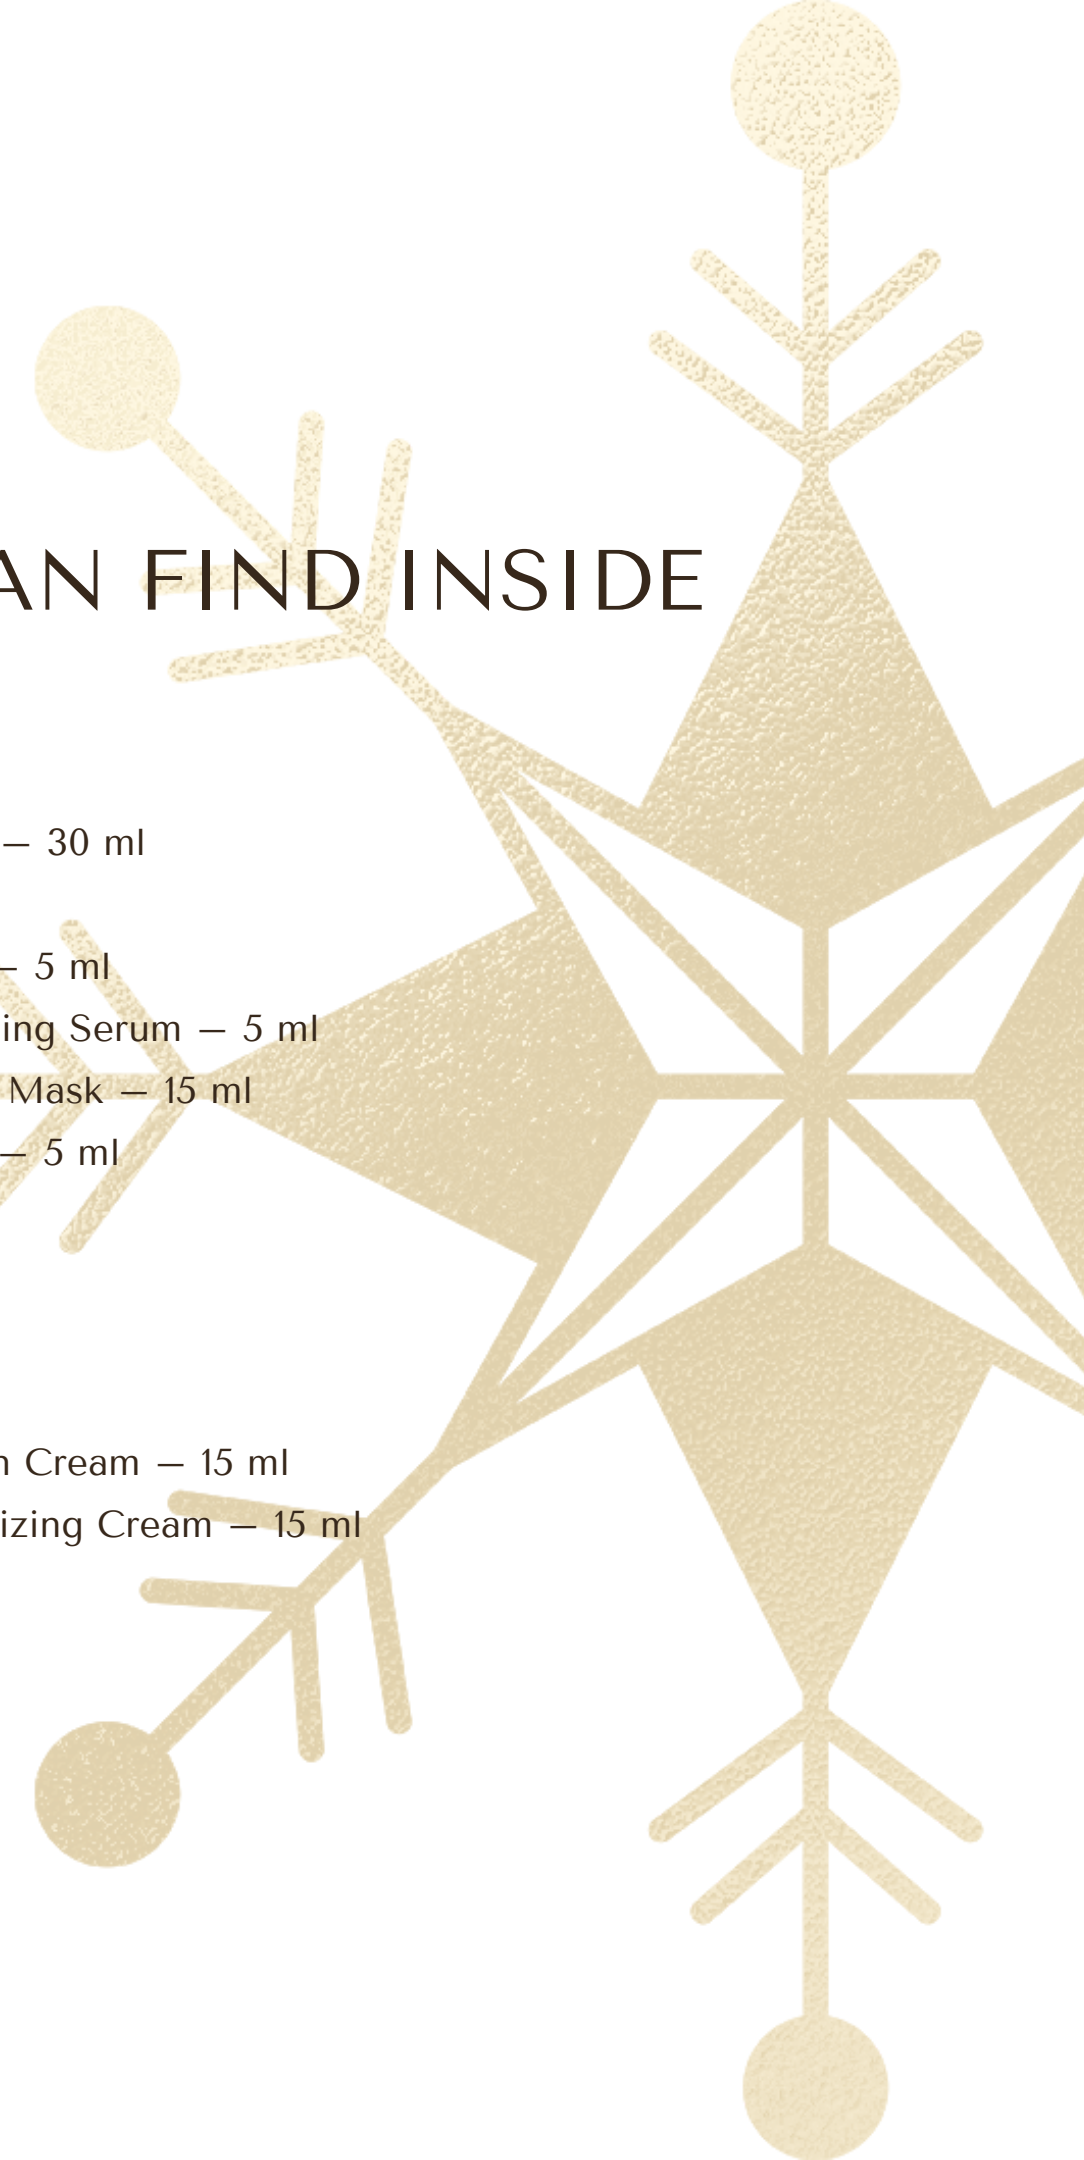 AN FIND INSIDE
– 30 ml
– 5 ml
ing Serum – 5 ml
Mask – 15 ml
– 5 ml
Cream – 15 ml
izing Cream – 15 ml